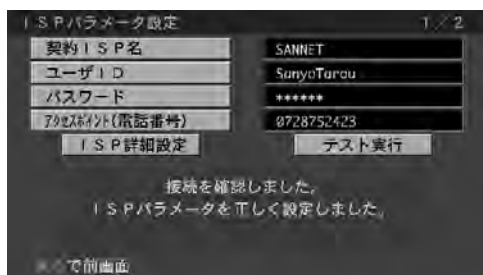 ISPパラメータ設定 1/2
契約ISP名 SANNET
ユーザID SanyoTarou
パスワード ******
アクセスポイント(電話番号) 0728752423
ISP詳細設定 テスト実行
接続を確認しました。
ISPパラメータを正しく設定しました。
で前画面